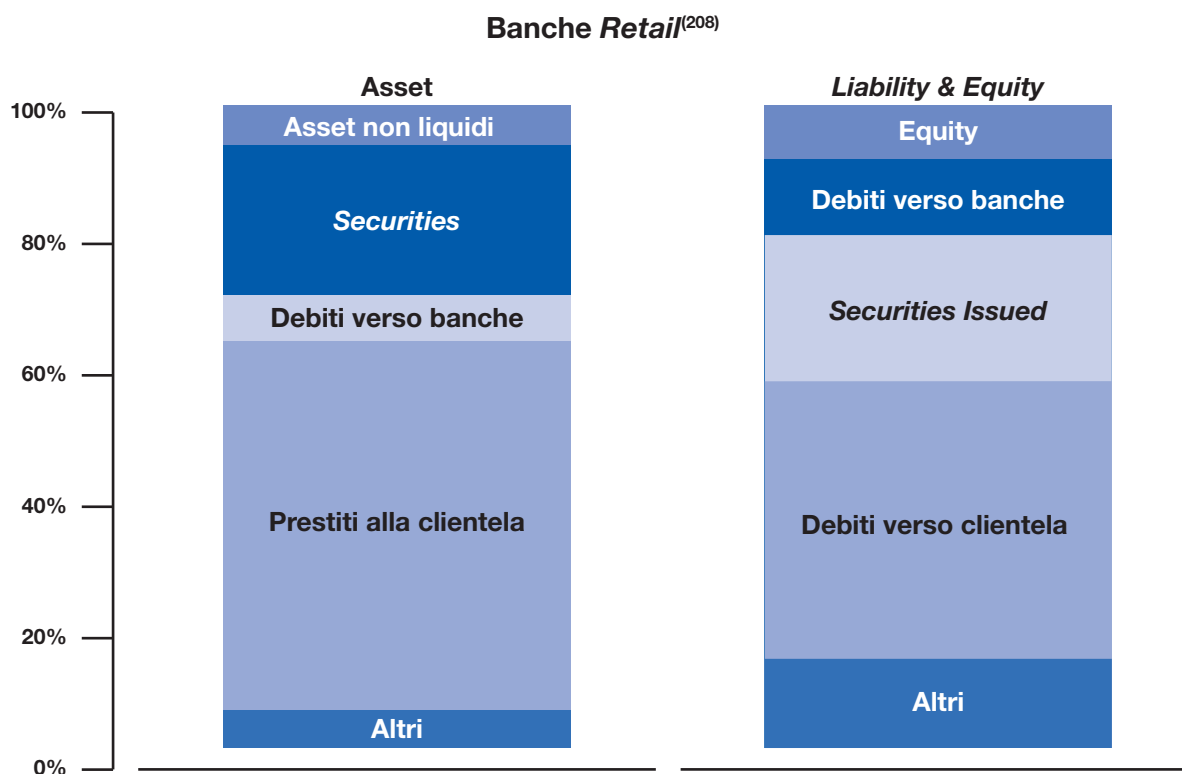 Banche Retail(208)
Asset
Liability & Equity
100%
80%
60%
40%
20%
0%
Asset non liquidi
Securities
Debiti verso banche
Prestiti alla clientela
Altri
Equity
Debiti verso banche
Securities Issued
Debiti verso clientela
Altri